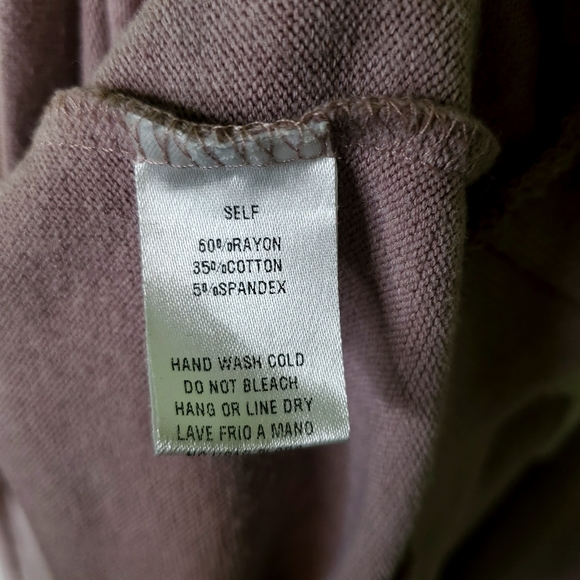 SELF
60%RAYON
35%COTTON
5%SPANDEX
HAND WASH COLD
DO NOT BLEACH
HANG OR LINE DRY
LAVE FRIO A MANO